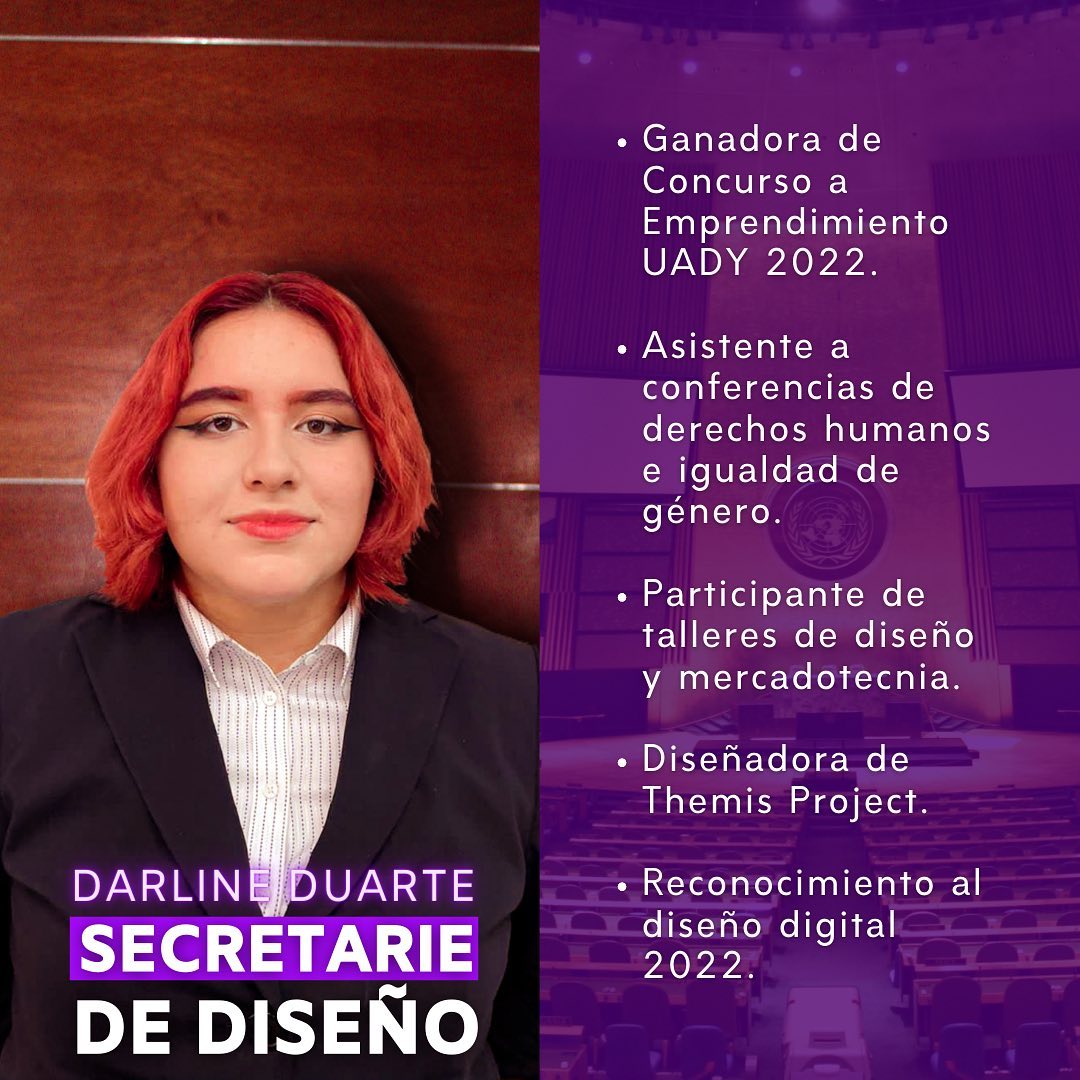 DARLINE DUARTE
SECRETARIE
DE DISEÑO
• Ganadora de
Concurso a
Emprendimiento
UADY 2022.
• Asistente a
conferencias de
derechos humanos
e igualdad de
género.
• Participante de
talleres de diseño
y mercadotecnia.
• Diseñadora de
Themis Project.
• Reconocimiento al
diseño digital
2022.